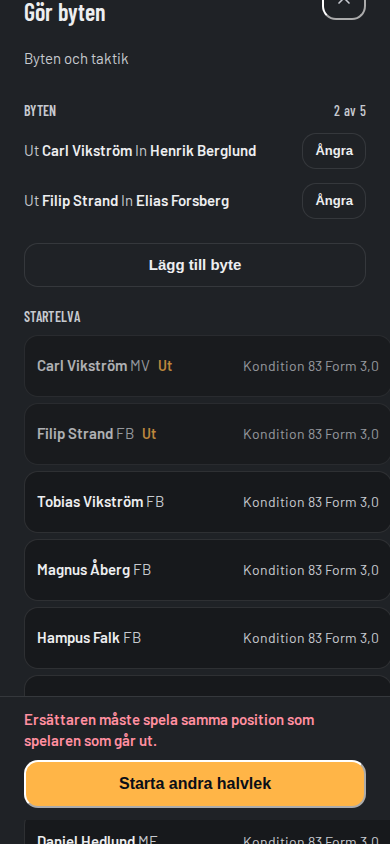 Gör byten
Byten och taktik
BYTEN 2 av 5
Ut Carl Vikström In Henrik Berglund Ångra
Ut Filip Strand In Elias Forsberg Ångra
Lägg till byte
STARTELVA
Carl Vikström MV Ut Kondition 83 Form 3,0
Filip Strand FB Ut Kondition 83 Form 3,0
Tobias Vikström FB Kondition 83 Form 3,0
Magnus Åberg FB Kondition 83 Form 3,0
Hampus Falk FB Kondition 83 Form 3,0
Ersättaren måste spela samma position som
spelaren som går ut.
Starta andra halvlek
Daniel Hedlund MF Kondition 83 Form 3,0